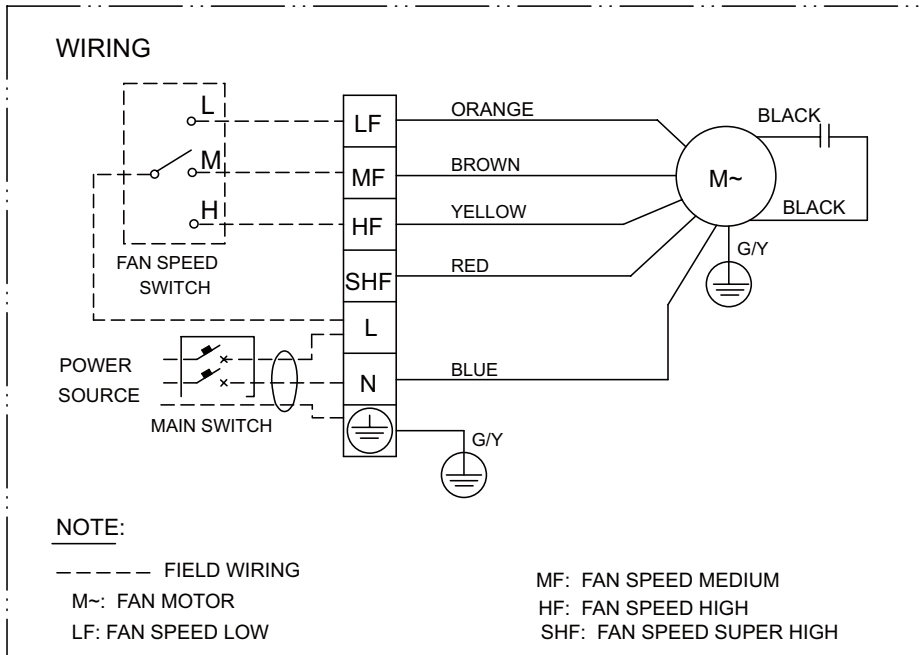 WIRING
L
M
H
FAN SPEED
SWITCH
LF
MF
HF
SHF
L
N
ORANGE
BROWN
YELLOW
RED
BLUE
M~
BLACK
BLACK
G/Y
G/Y
POWER
SOURCE
MAIN SWITCH
NOTE:
FIELD WIRING
M~: FAN MOTOR
LF: FAN SPEED LOW
MF: FAN SPEED MEDIUM
HF: FAN SPEED HIGH
SHF: FAN SPEED SUPER HIGH